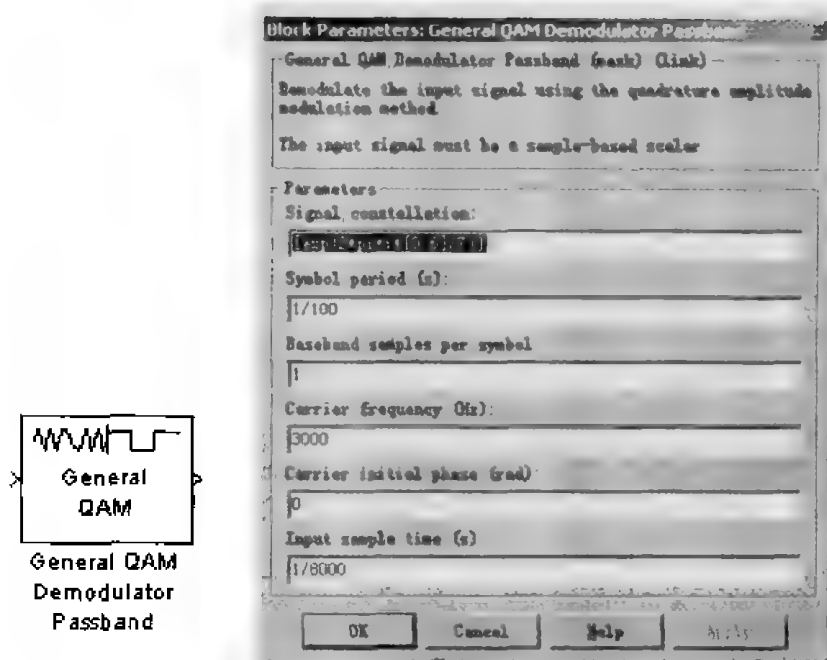 General
QAM
General QAM
Demodulator
Passband
Block Parameters: General QAM Demodulator Passband
General QAM Demodulator Passband (mask) (link)
Demodulate the input signal using the quadrature amplitude
modulation method
The input signal must be a sample-based scalar
Parameters
Signal constellation:
Symbol period (s):
1/100
Baseband samples per symbol
1
Carrier frequency (Hz):
3000
Carrier initial phase (rad)
0
Input sample time (s)
1/8000
OK
Cancel
Help
Apply